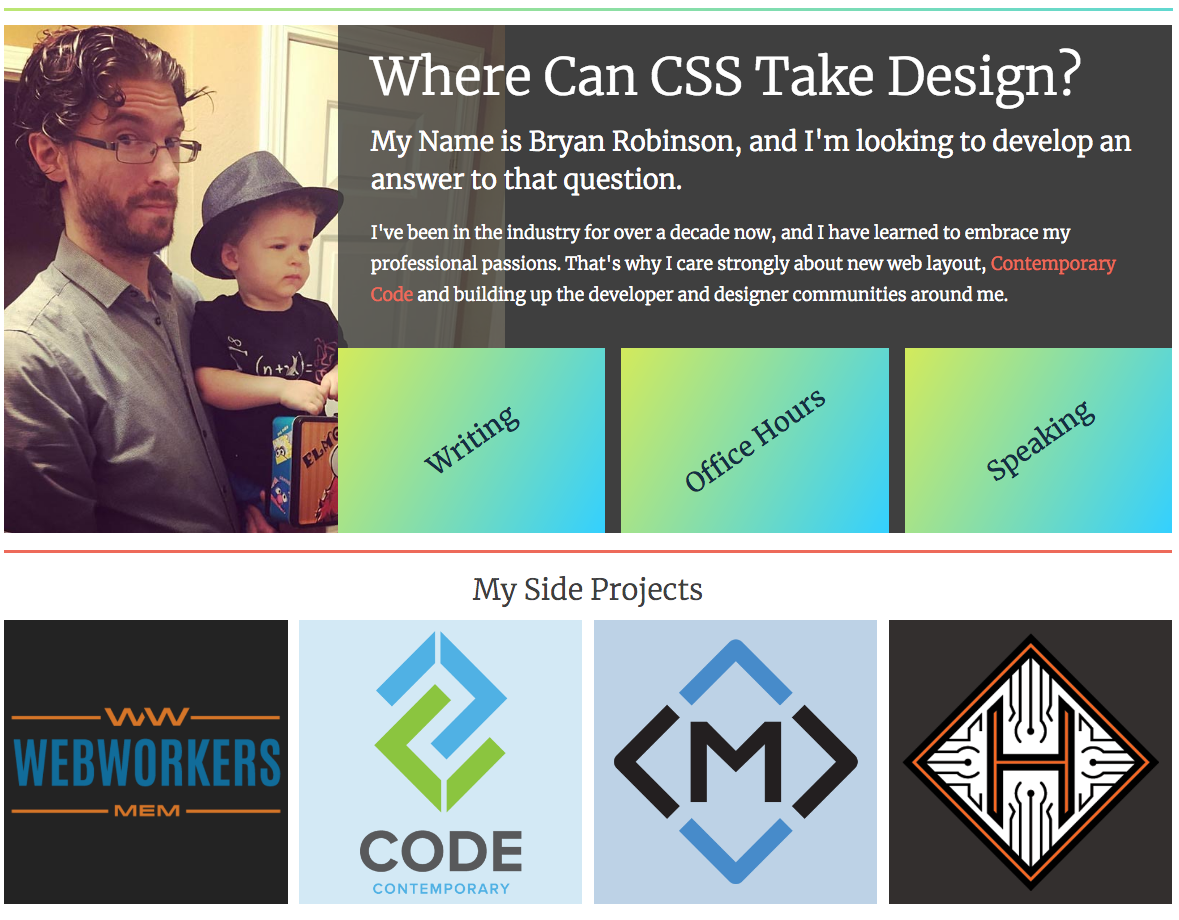 Where Can CSS Take Design?
My Name is Bryan Robinson, and I'm looking to develop an
answer to that question.
I've been in the industry for over a decade now, and I have learned to embrace my
professional passions. That's why I care strongly about new web layout, Contemporary
Code and building up the developer and designer communities around me.
∞
(n+x)=
ELMO
Writing
Office Hours
Speaking
My Side Projects
WW
WEBWORKERS
MEM
CODE
CONTEMPORARY
M
H